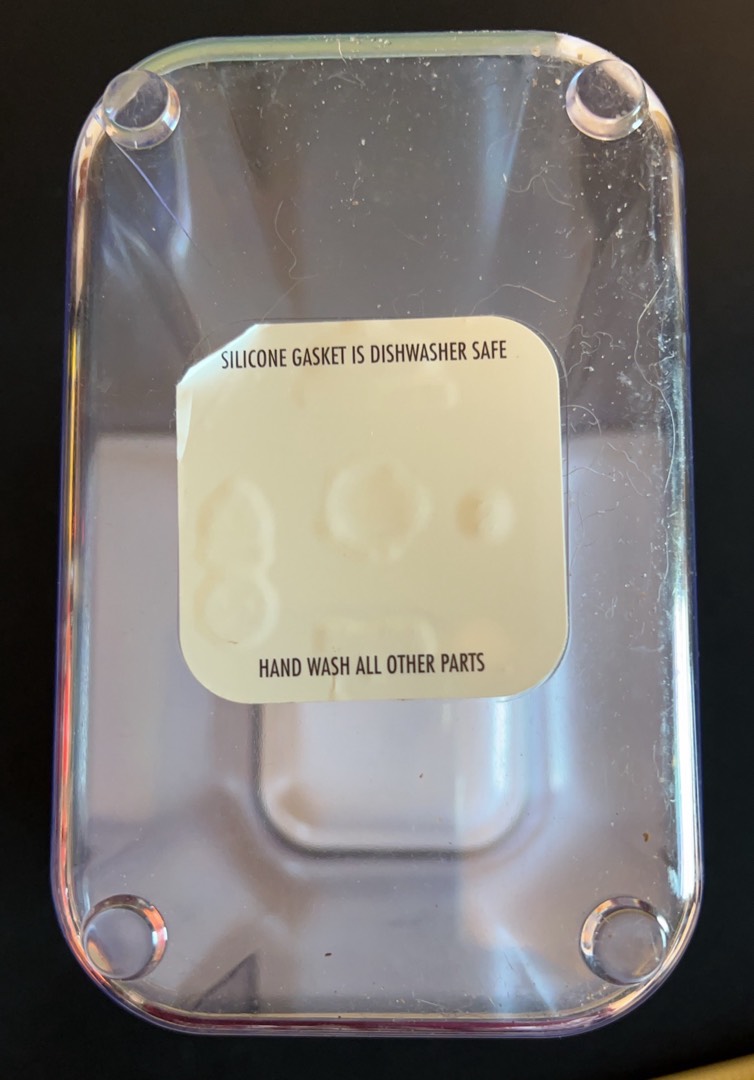 SILICONE GASKET IS DISHWASHER SAFE
HAND WASH ALL OTHER PARTS